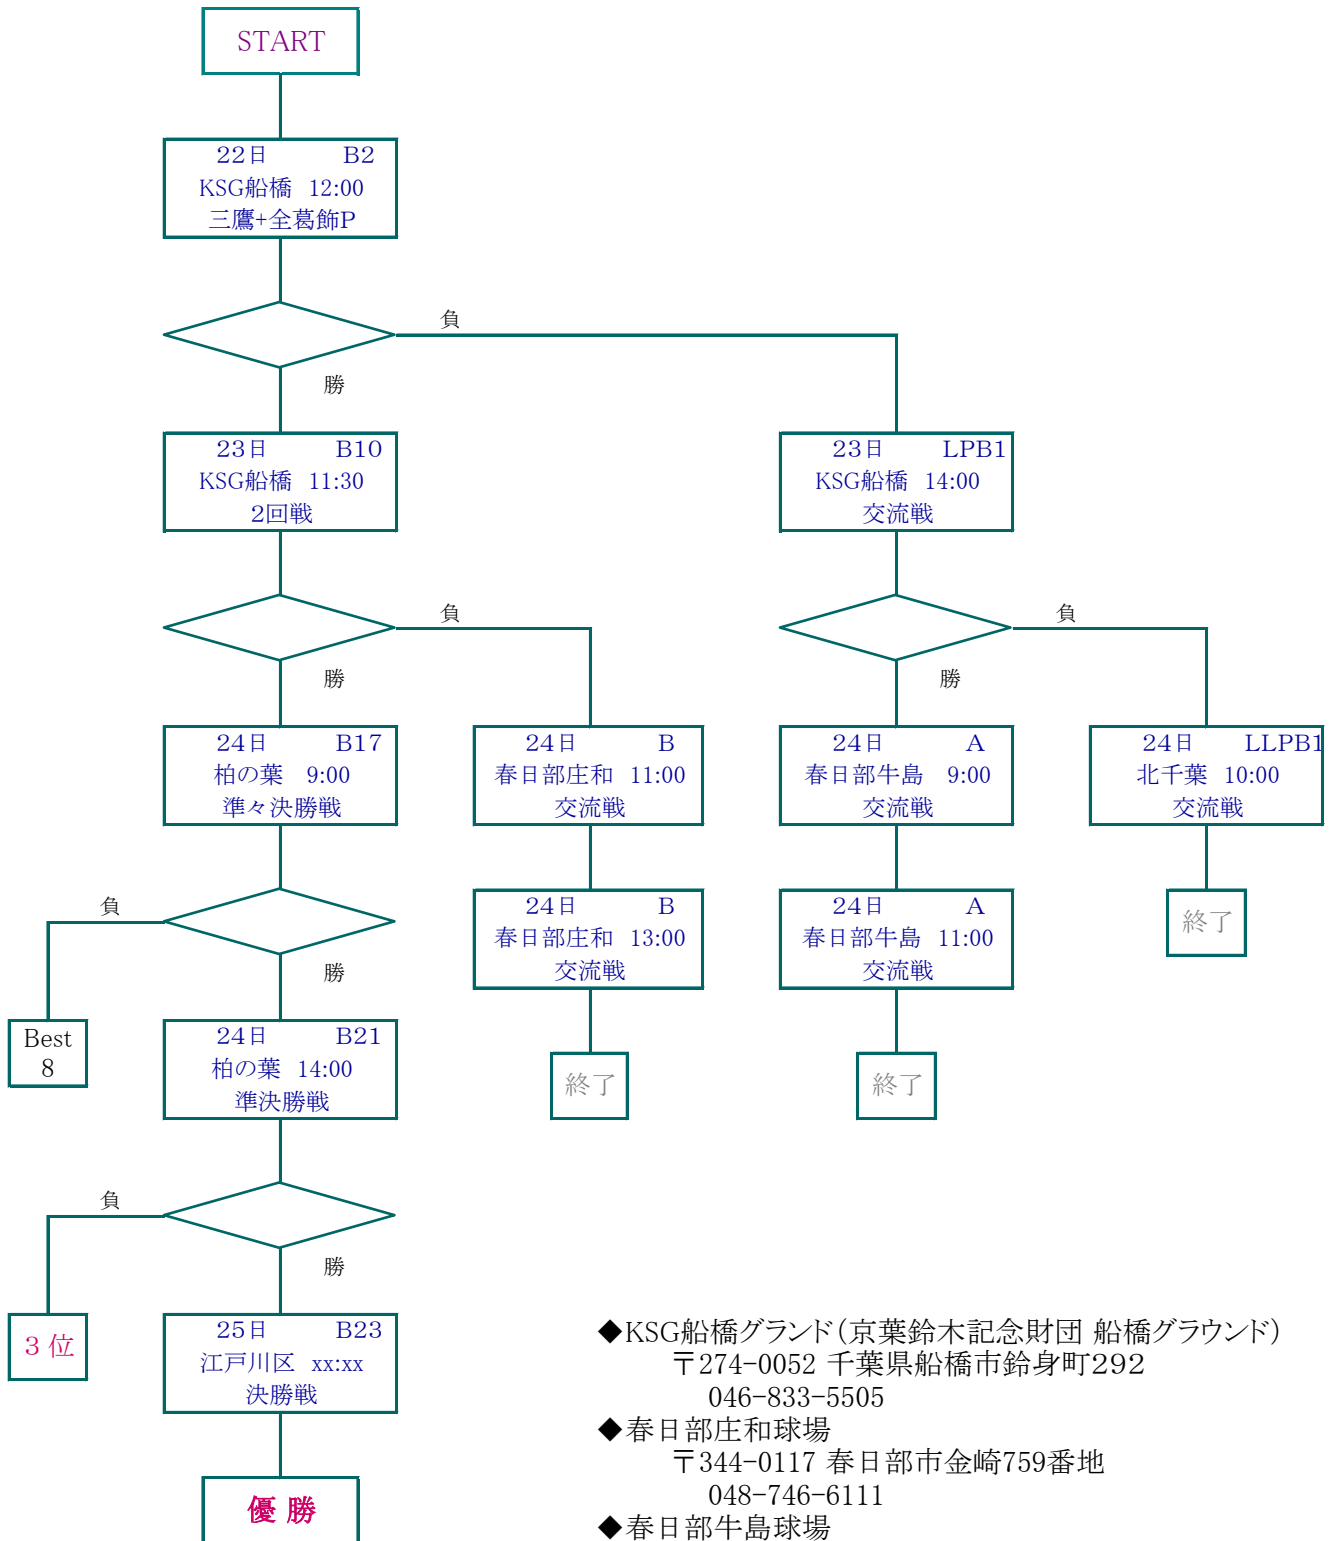 START
22日 B2
KSG船橋 12:00
三鷹+全葛飾P
負
勝
23日 B10
KSG船橋 11:30
2回戦
23日 LPB1
KSG船橋 14:00
交流戦
負
勝
負
勝
24日 B17
柏の葉 9:00
準々決勝戦
24日 B
春日部庄和 11:00
交流戦
24日 A
春日部牛島 9:00
交流戦
24日 LLPB1
北千葉 10:00
交流戦
負
勝
24日 B
春日部庄和 13:00
交流戦
24日 A
春日部牛島 11:00
交流戦
終了
Best
8
24日 B21
柏の葉 14:00
準決勝戦
終了
終了
負
勝
3 位
25日 B23
江戸川区 xx:xx
決勝戦
優 勝
◆KSG船橋グランド(京葉鈴木記念財団 船橋グラウンド)
〒274-0052 千葉県船橋市鈴身町292
046-833-5505
◆春日部庄和球場
〒344-0117 春日部市金崎759番地
048-746-6111
◆春日部牛島球場